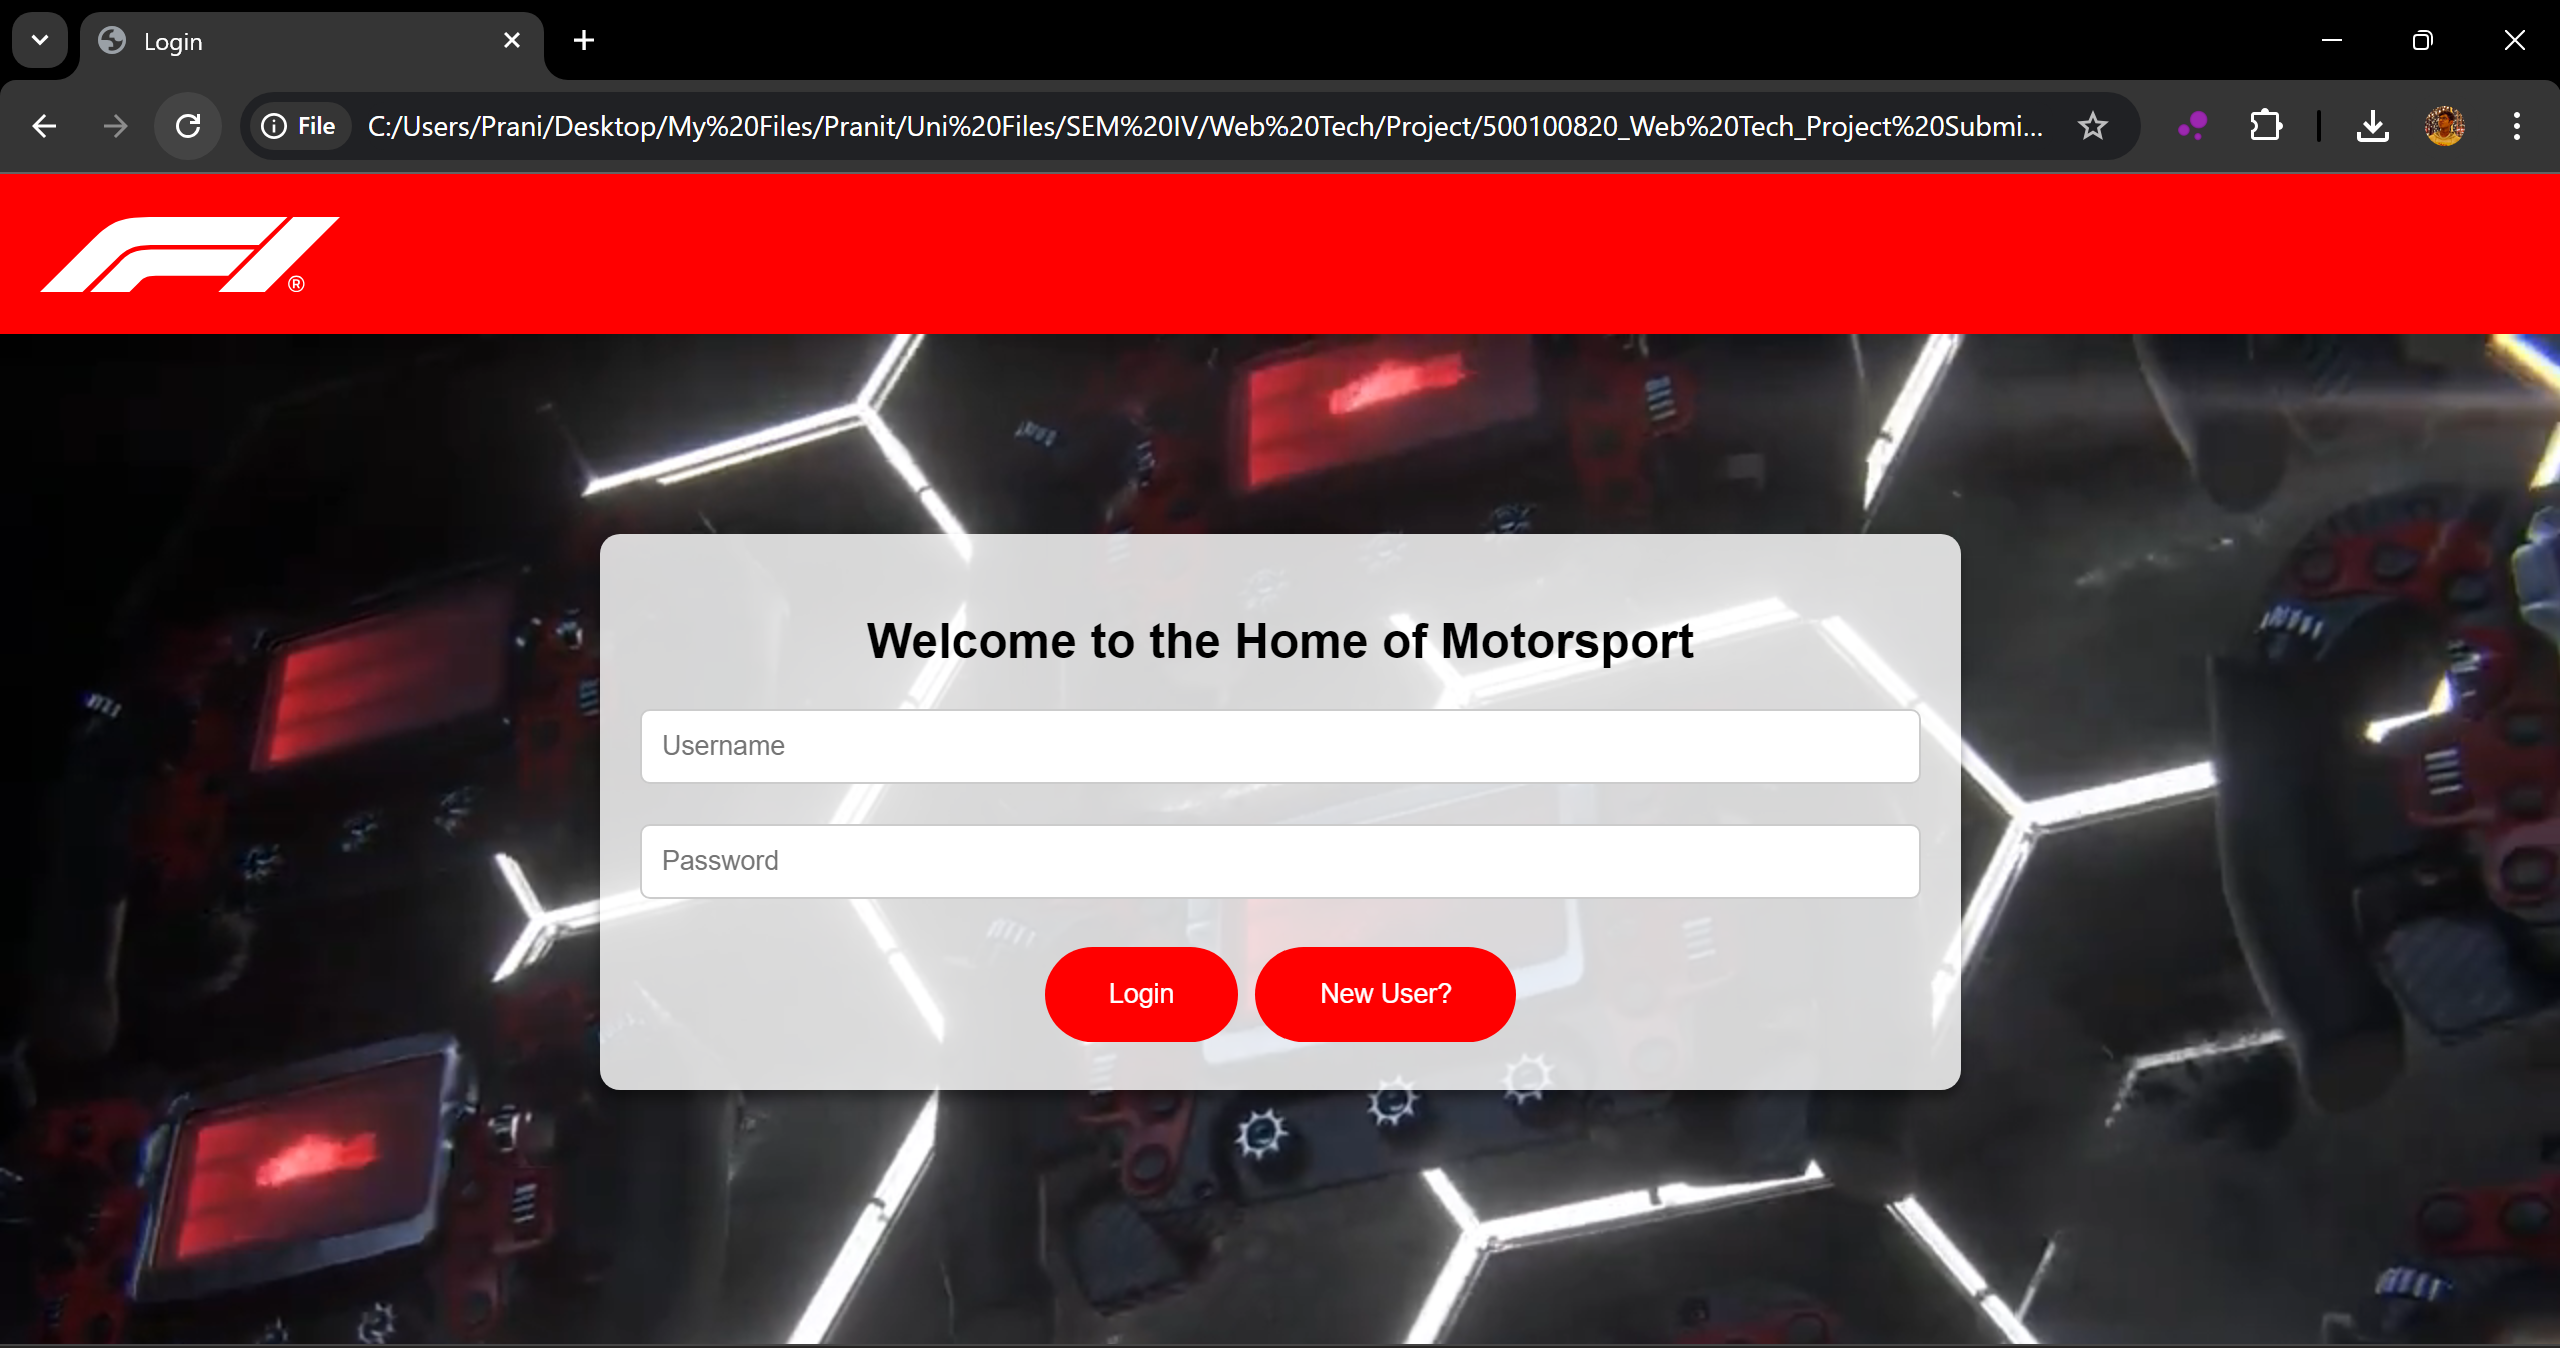 Login
File
C:/Users/Prani/Desktop/My%20Files/Pranit/Uni%20Files/SEM%20IV/Web%20Tech/Project/500100820_Web%20Tech_Project%20Submi...
F1®
Welcome to the Home of Motorsport
Username
Password
Login New User?